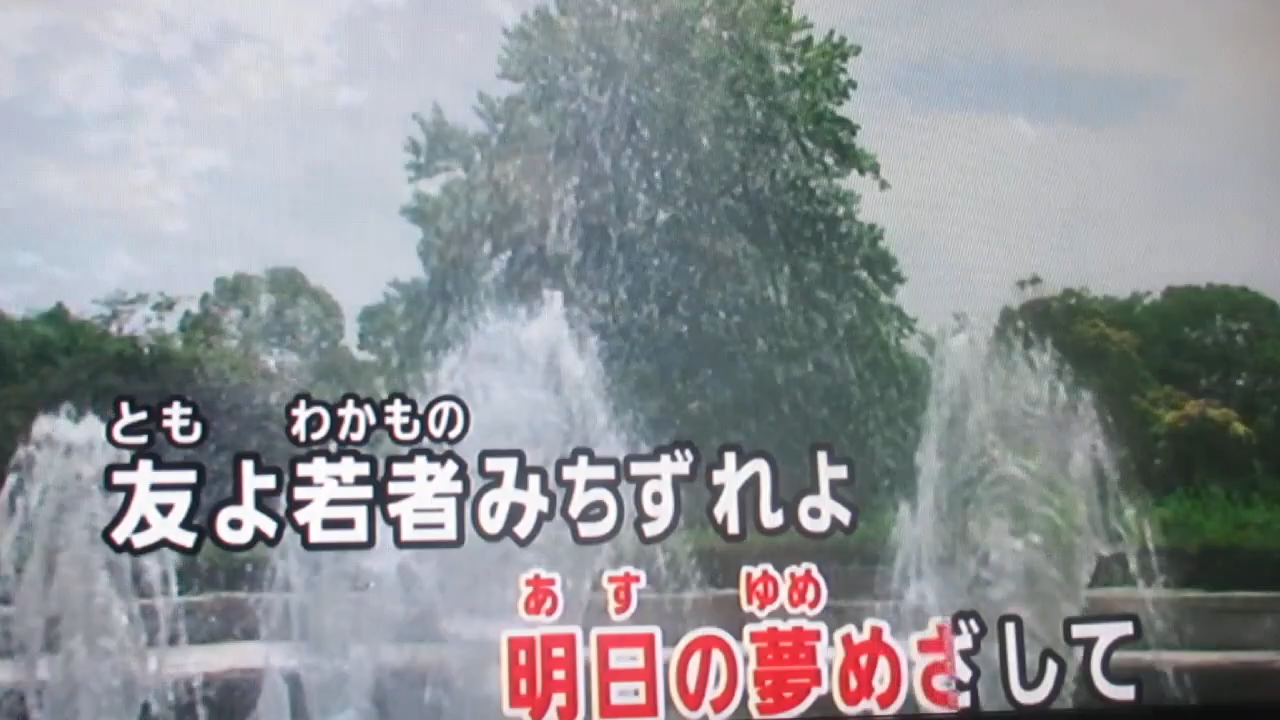 とも わかもの
友よ若者みちずれよ
あす ゆめ
明日の夢めざして